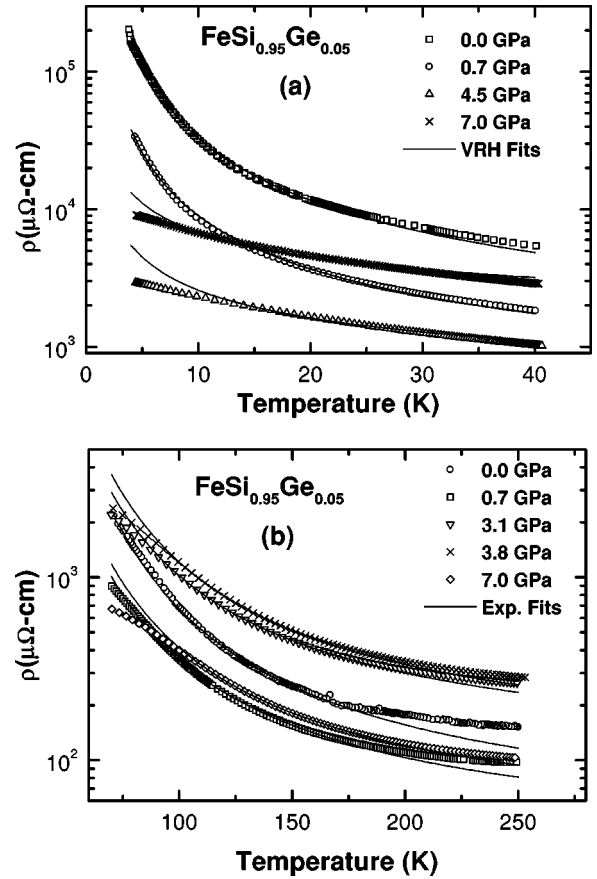 FeSi0.95Ge0.05
(a)
0.0 GPa
0.7 GPa
4.5 GPa
7.0 GPa
VRH Fits
ρ(μΩ-cm)
10^5
10^4
10^3
0 10 20 30 40
Temperature (K)
FeSi0.95Ge0.05
(b)
0.0 GPa
0.7 GPa
3.1 GPa
3.8 GPa
7.0 GPa
Exp. Fits
ρ(μΩ-cm)
10^3
10^2
100 150 200 250
Temperature (K)